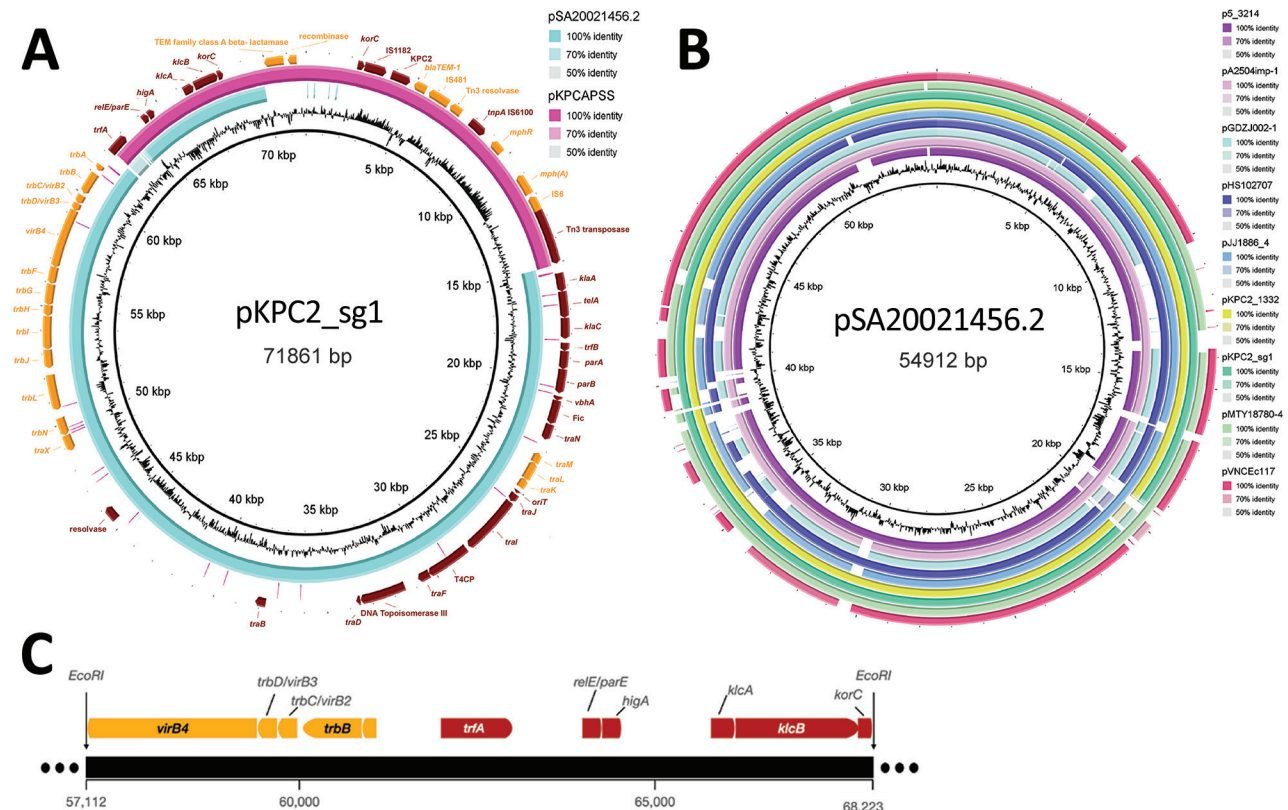 A
pSA20021456.2
100% identity
70% identity
50% identity
pKPCAPSS
100% identity
70% identity
50% identity
TEM family class A beta- lactamase
recombinase
korC
IS1182
KPC2
blaTEM-1
IS481
Tn3 resolvase
tnpA IS6100
mphR
mph(A)
IS6
Tn3 transposase
klaA
telA
klaC
trfB
parA
parB
vbhA
Fic
traN
traM
traL
traK
oriT
traJ
traI
T4CP
traF
DNA Topoisomerase III
traD
traB
resolvase
traX
trbN
trbL
trbJ
trbI
trbH
trbG
trbF
virB4
trbD/virB3
trbC/virB2
trbB
trbA
trfA
relE/parE
higA
klcA
klcB
korC
70 kbp
5 kbp
10 kbp
15 kbp
20 kbp
25 kbp
30 kbp
35 kbp
40 kbp
45 kbp
50 kbp
55 kbp
60 kbp
65 kbp
pKPC2_sg1
71861 bp
B
p5_3214
100% identity
70% identity
50% identity
pA2504imp-1
100% identity
70% identity
50% identity
pGDZJ002-1
100% identity
70% identity
50% identity
pHS102707
100% identity
70% identity
50% identity
pJJ1886_4
100% identity
70% identity
50% identity
pKPC2_1332
100% identity
70% identity
50% identity
pKPC2_sg1
100% identity
70% identity
50% identity
pMTY18780-4
100% identity
70% identity
50% identity
pVNCEc117
100% identity
70% identity
50% identity
50 kbp
5 kbp
10 kbp
15 kbp
20 kbp
25 kbp
30 kbp
35 kbp
40 kbp
45 kbp
pSA20021456.2
54912 bp
C
EcoRI
trbD/virB3
trbC/virB2
relE/parE
higA
klcA
korC
EcoRI
virB4
trbB
trfA
klcB
57,112
60,000
65,000
68,223